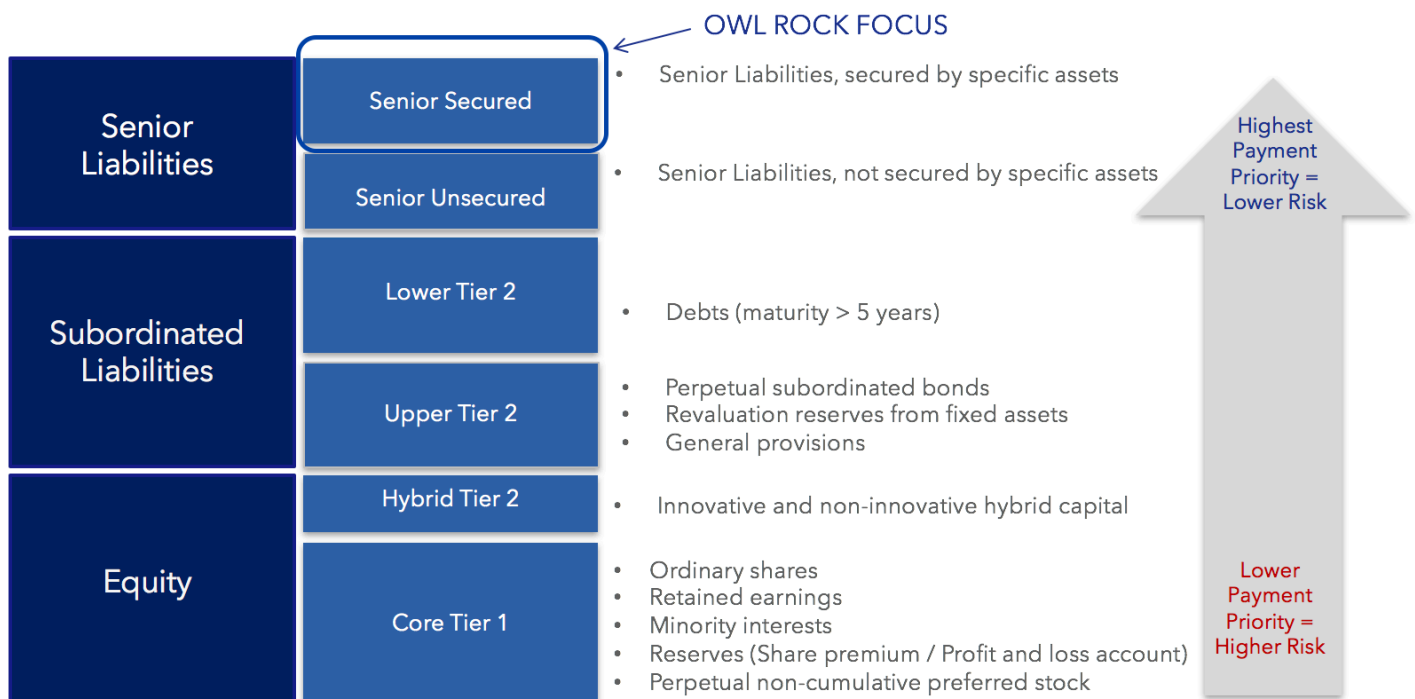 OWL ROCK FOCUS
Senior
Liabilities
Senior Secured
• Senior Liabilities, secured by specific assets
Senior Unsecured
• Senior Liabilities, not secured by specific assets
Subordinated
Liabilities
Lower Tier 2
• Debts (maturity > 5 years)
Upper Tier 2
• Perpetual subordinated bonds
• Revaluation reserves from fixed assets
• General provisions
Equity
Hybrid Tier 2
• Innovative and non-innovative hybrid capital
Core Tier 1
• Ordinary shares
• Retained earnings
• Minority interests
• Reserves (Share premium / Profit and loss account)
• Perpetual non-cumulative preferred stock
Highest
Payment
Priority =
Lower Risk
Lower
Payment
Priority =
Higher Risk